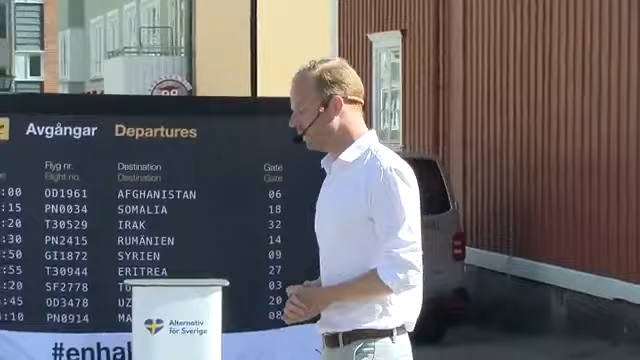 Avgångar Departures
Flyg nr. Destination Gate
Flight no. Destination Gate
:00 OD1961 AFGHANISTAN 06
:15 PN0034 SOMALIA 18
:20 T30529 IRAK 32
:30 PN2415 RUMÄNIEN 14
:50 GI1872 SYRIEN 09
:55 T30944 ERITREA 27
:20 SF2778 03
:45 OD3478 20
:10 PN0914 08
Alternativ
för Sverige